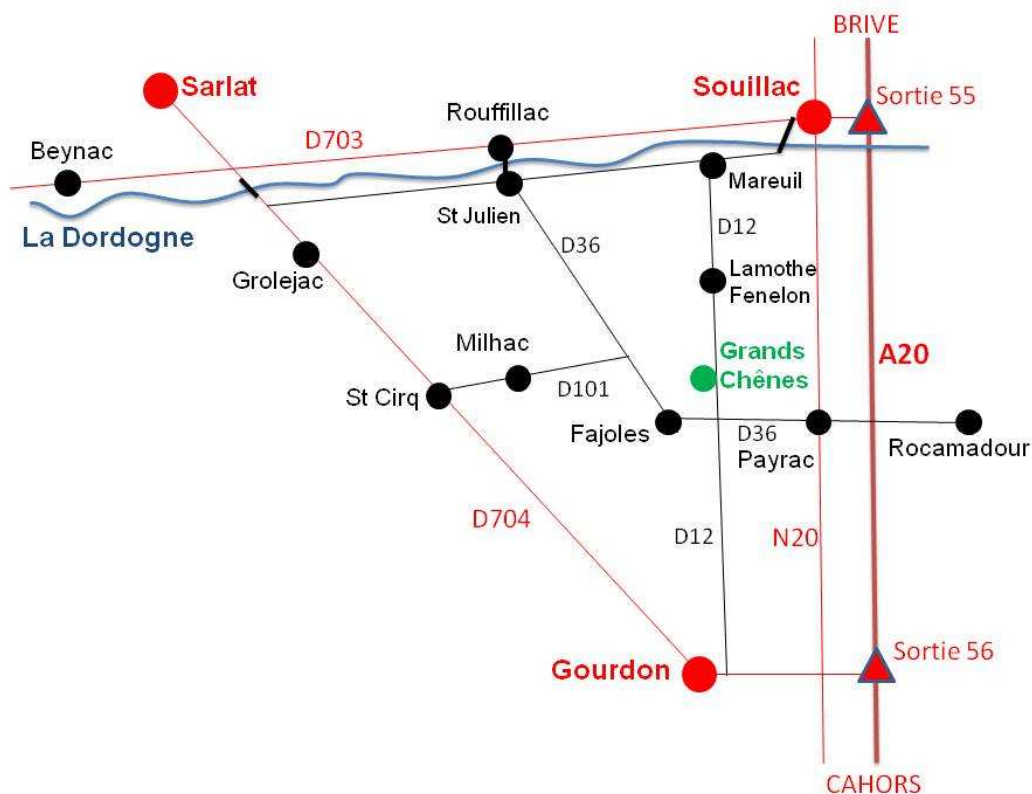 BRIVE
Sarlat
Souillac
Sortie 55
Rouffillac
D703
Beynac
Mareuil
St Julien
La Dordogne
D12
D36
Grolejac
Lamothe
Fenelon
Milhac
Grands
Chênes
A20
St Cirq
D101
Fajoles
D36
Payrac
Rocamadour
D704
D12
N20
Gourdon
Sortie 56
CAHORS